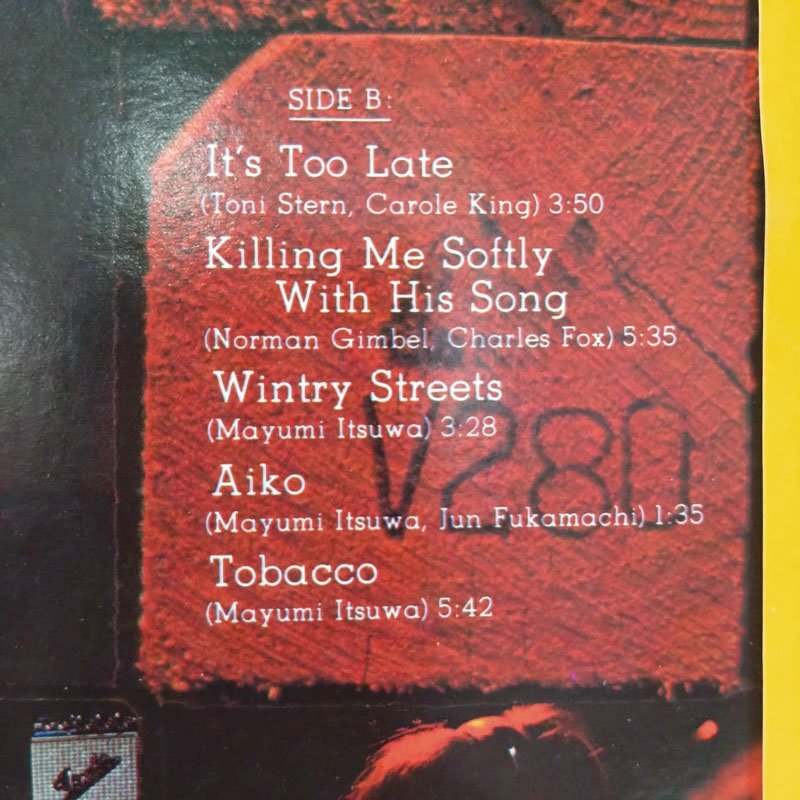 SIDE B:
It's Too Late
(Toni Stern, Carole King) 3:50
Killing Me Softly
With His Song
(Norman Gimbel, Charles Fox) 5:35
Wintry Streets
(Mayumi Itsuwa) 3:28
Aiko
(Mayumi Itsuwa, Jun Fukamachi) 1:35
Tobacco
(Mayumi Itsuwa) 5:42